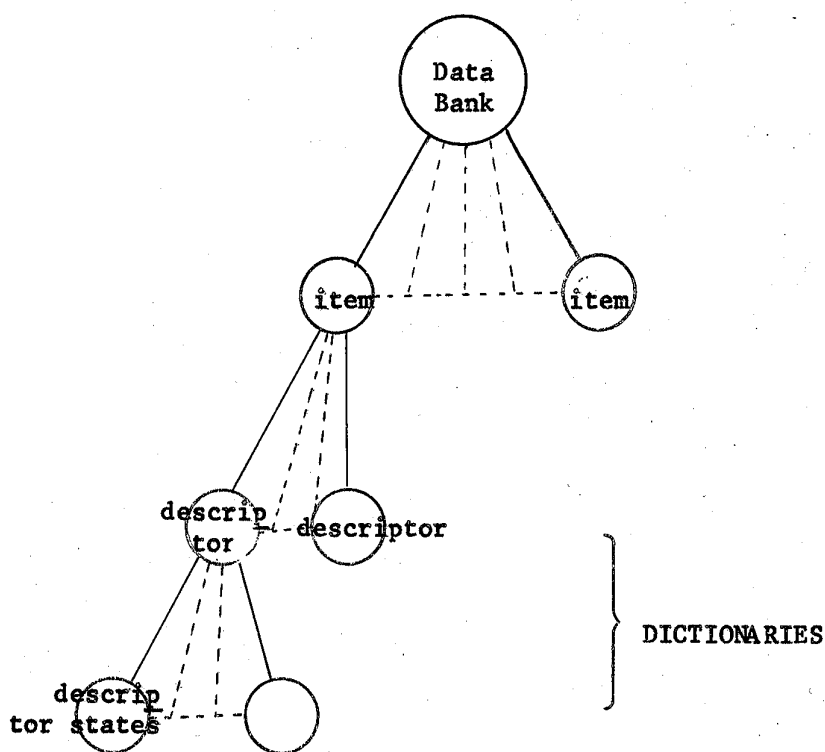 Data
Bank
item
item
descrip-
tor
descriptor
DICTIONARIES
descrip-
tor states